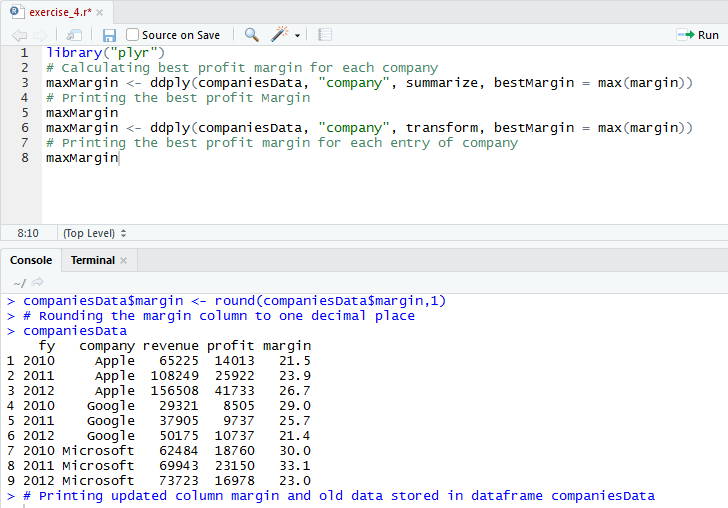 exercise_4.r* ×
Source on Save
Run
1 library("plyr")
2 # Calculating best profit margin for each company
3 maxMargin <- ddply(companiesData, "company", summarize, bestMargin = max(margin))
4 # Printing the best profit Margin
5 maxMargin
6 maxMargin <- ddply(companiesData, "company", transform, bestMargin = max(margin))
7 # Printing the best profit margin for each entry of company
8 maxMargin
8:10 (Top Level)
Console Terminal ×
~/
> companiesData$margin <- round(companiesData$margin,1)
> # Rounding the margin column to one decimal place
> companiesData
    fy   company revenue profit margin
1 2010     Apple   65225  14013   21.5
2 2011     Apple  108249  25922   23.9
3 2012     Apple  156508  41733   26.7
4 2010    Google   29321   8505   29.0
5 2011    Google   37905   9737   25.7
6 2012    Google   50175  10737   21.4
7 2010 Microsoft   62484  18760   30.0
8 2011 Microsoft   69943  23150   33.1
9 2012 Microsoft   73723  16978   23.0
> # Printing updated column margin and old data stored in dataframe companiesData